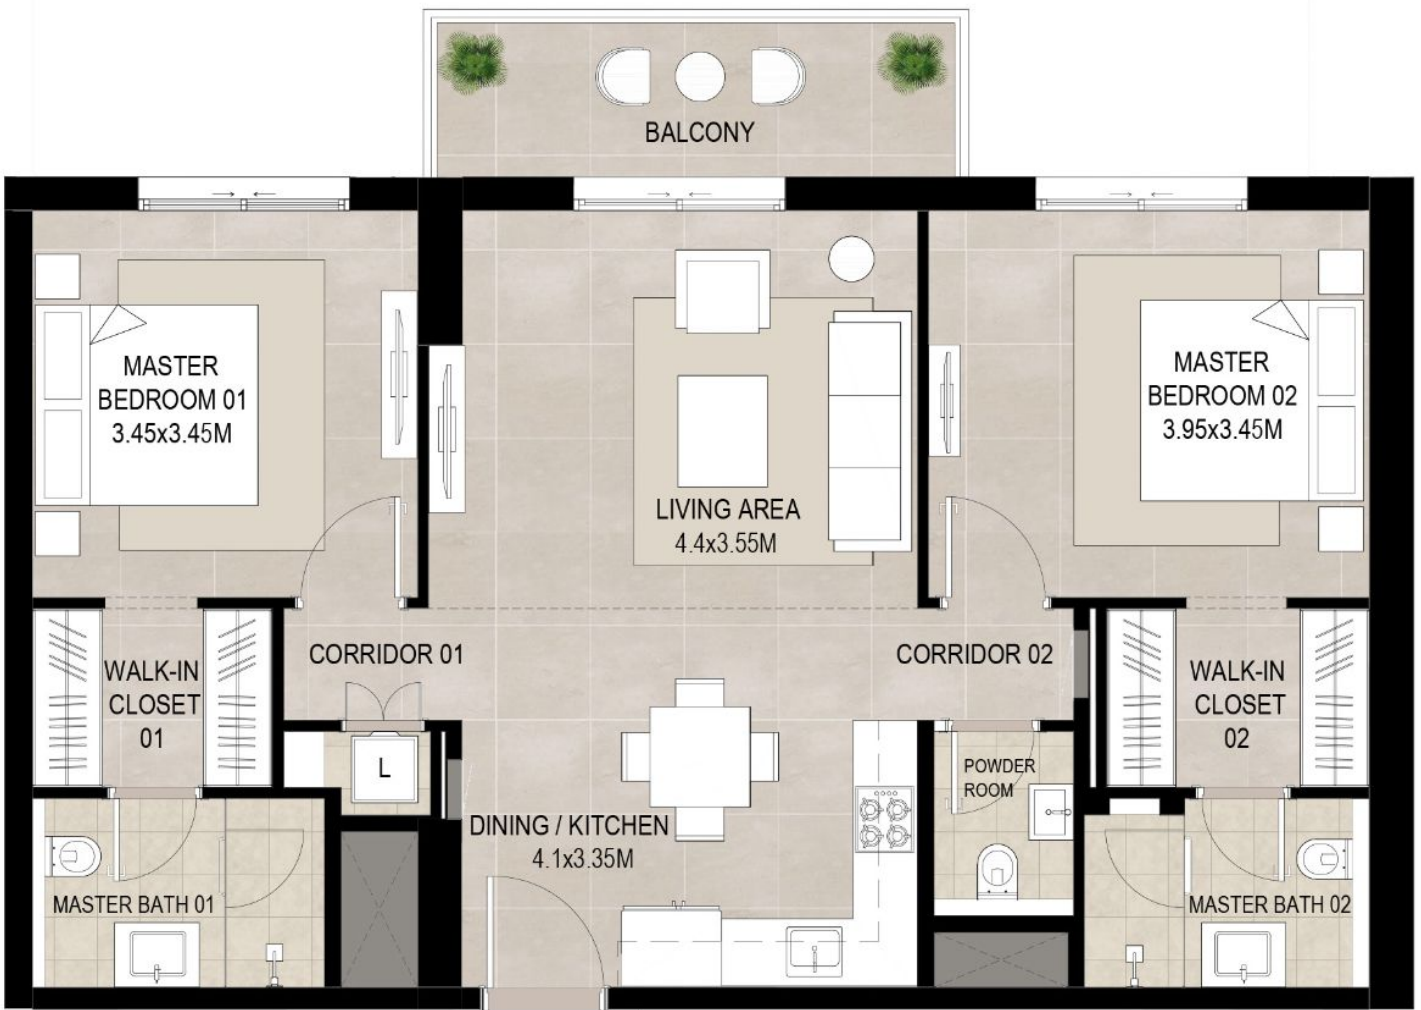 BALCONY
MASTER
BEDROOM 01
3.45x3.45M
LIVING AREA
4.4x3.55M
MASTER
BEDROOM 02
3.95x3.45M
CORRIDOR 01
CORRIDOR 02
WALK-IN
CLOSET
01
WALK-IN
CLOSET
02
L
POWDER
ROOM
DINING / KITCHEN
4.1x3.35M
MASTER BATH 01
MASTER BATH 02